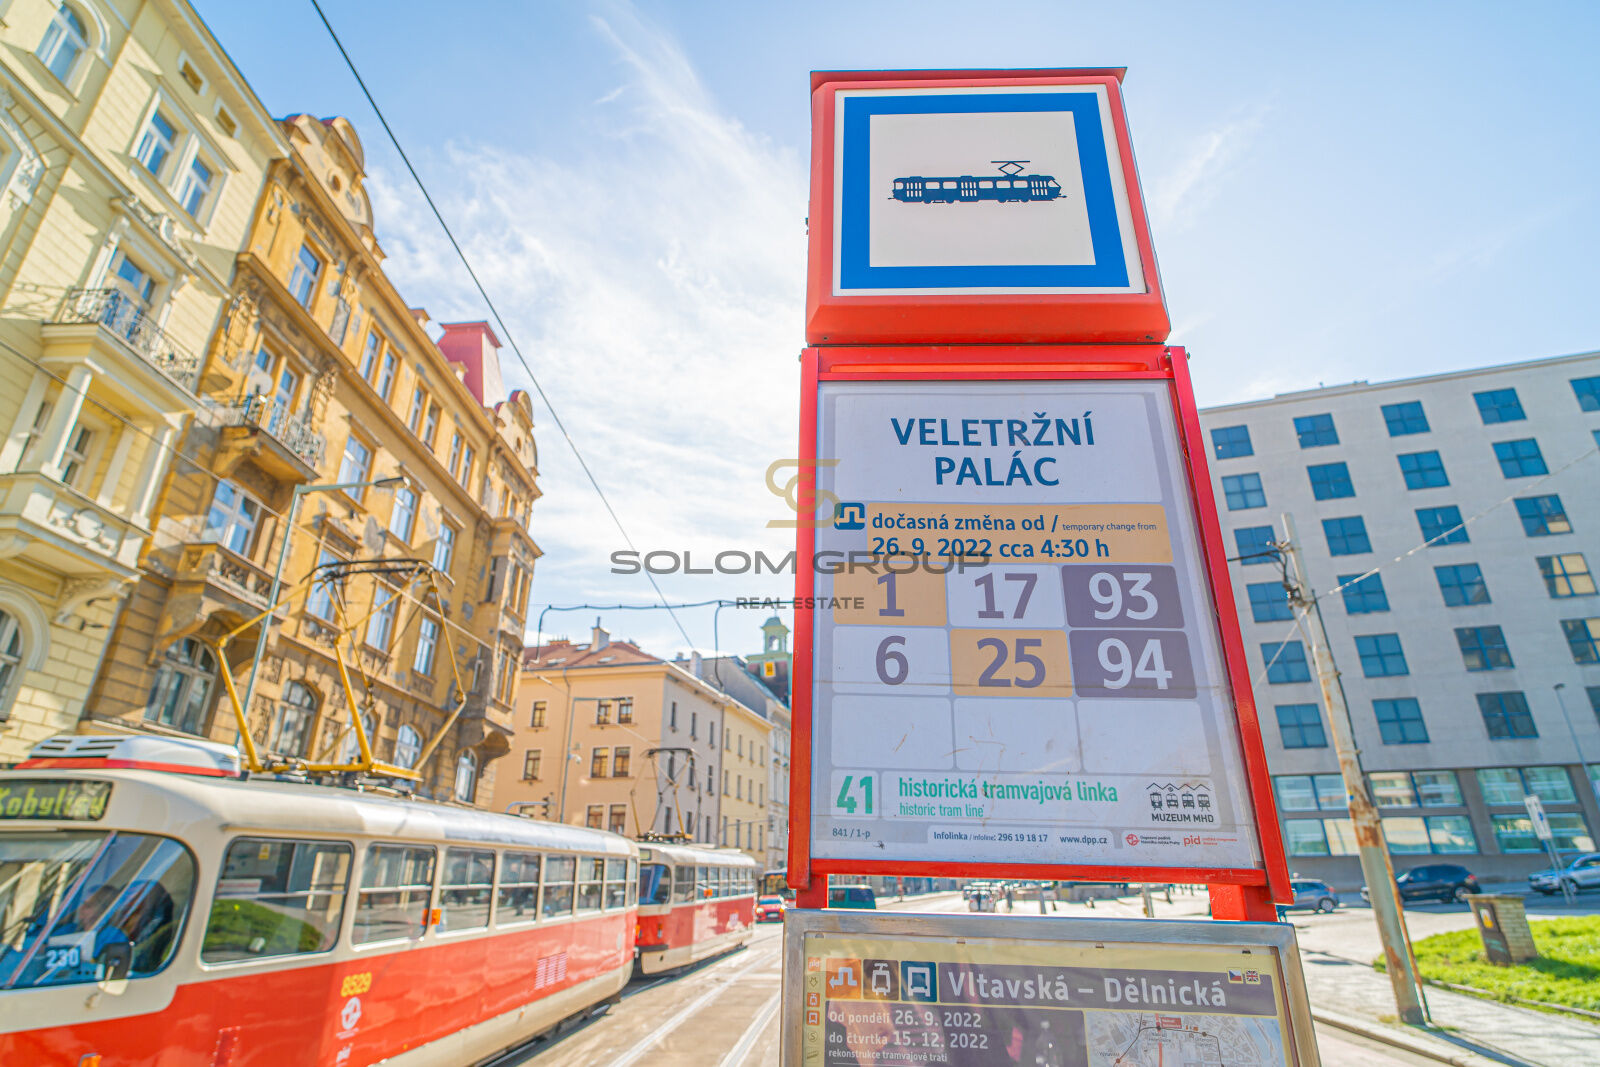 VELETRŽNÍ
PALÁC
dočasná změna od / temporary change from
26. 9. 2022 cca 4:30 h
SOLOM GROUP
REAL ESTATE
1 17 93
6 25 94
41 historická tramvajová linka
historic tram line
MUZEUM MHD
841 / 1-p
Infolinka / infoline: 296 19 18 17 www.dpp.cz
pid
Kobylisy
230
8529
Vltavská – Dělnická
Od pondělí 26. 9. 2022
do čtvrtka 15. 12. 2022
rekonstrukce tramvajové trati